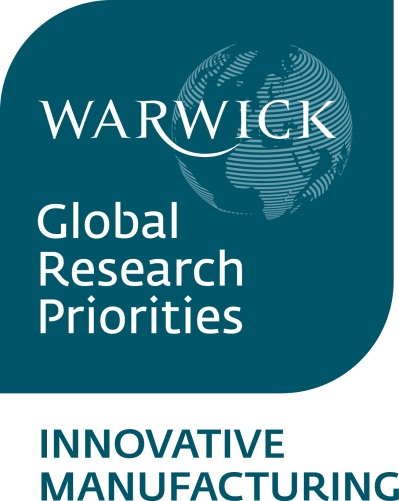 WARWICK
Global
Research
Priorities
INNOVATIVE
MANUFACTURING